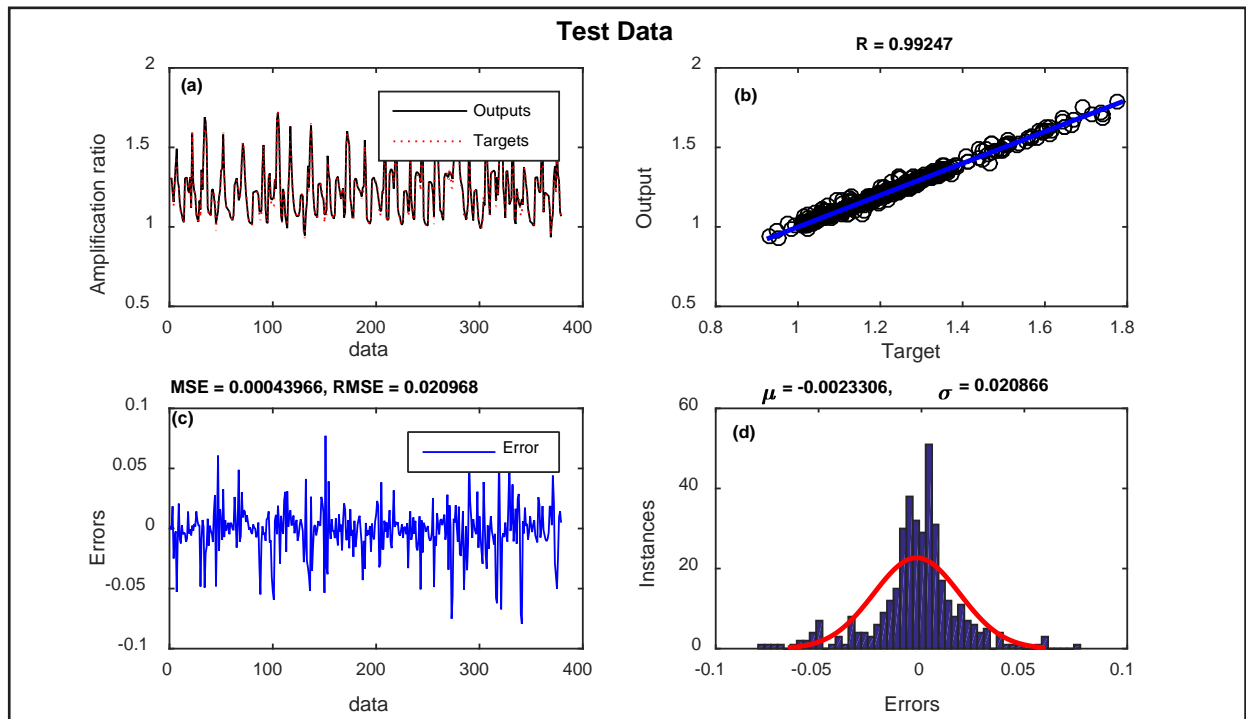 Test Data
R = 0.99247
(a)
2
1.5
1
0.5
Amplification ratio
Outputs
Targets
0
100
200
300
400
data
(b)
2
1.5
1
0.5
Output
0.8
1
1.2
1.4
1.6
1.8
Target
MSE = 0.00043966, RMSE = 0.020968
(c)
0.1
0.05
0
-0.05
-0.1
Errors
Error
0
100
200
300
400
data
μ = -0.0023306, σ = 0.020866
(d)
60
40
20
0
Instances
-0.1
-0.05
0
0.05
0.1
Errors